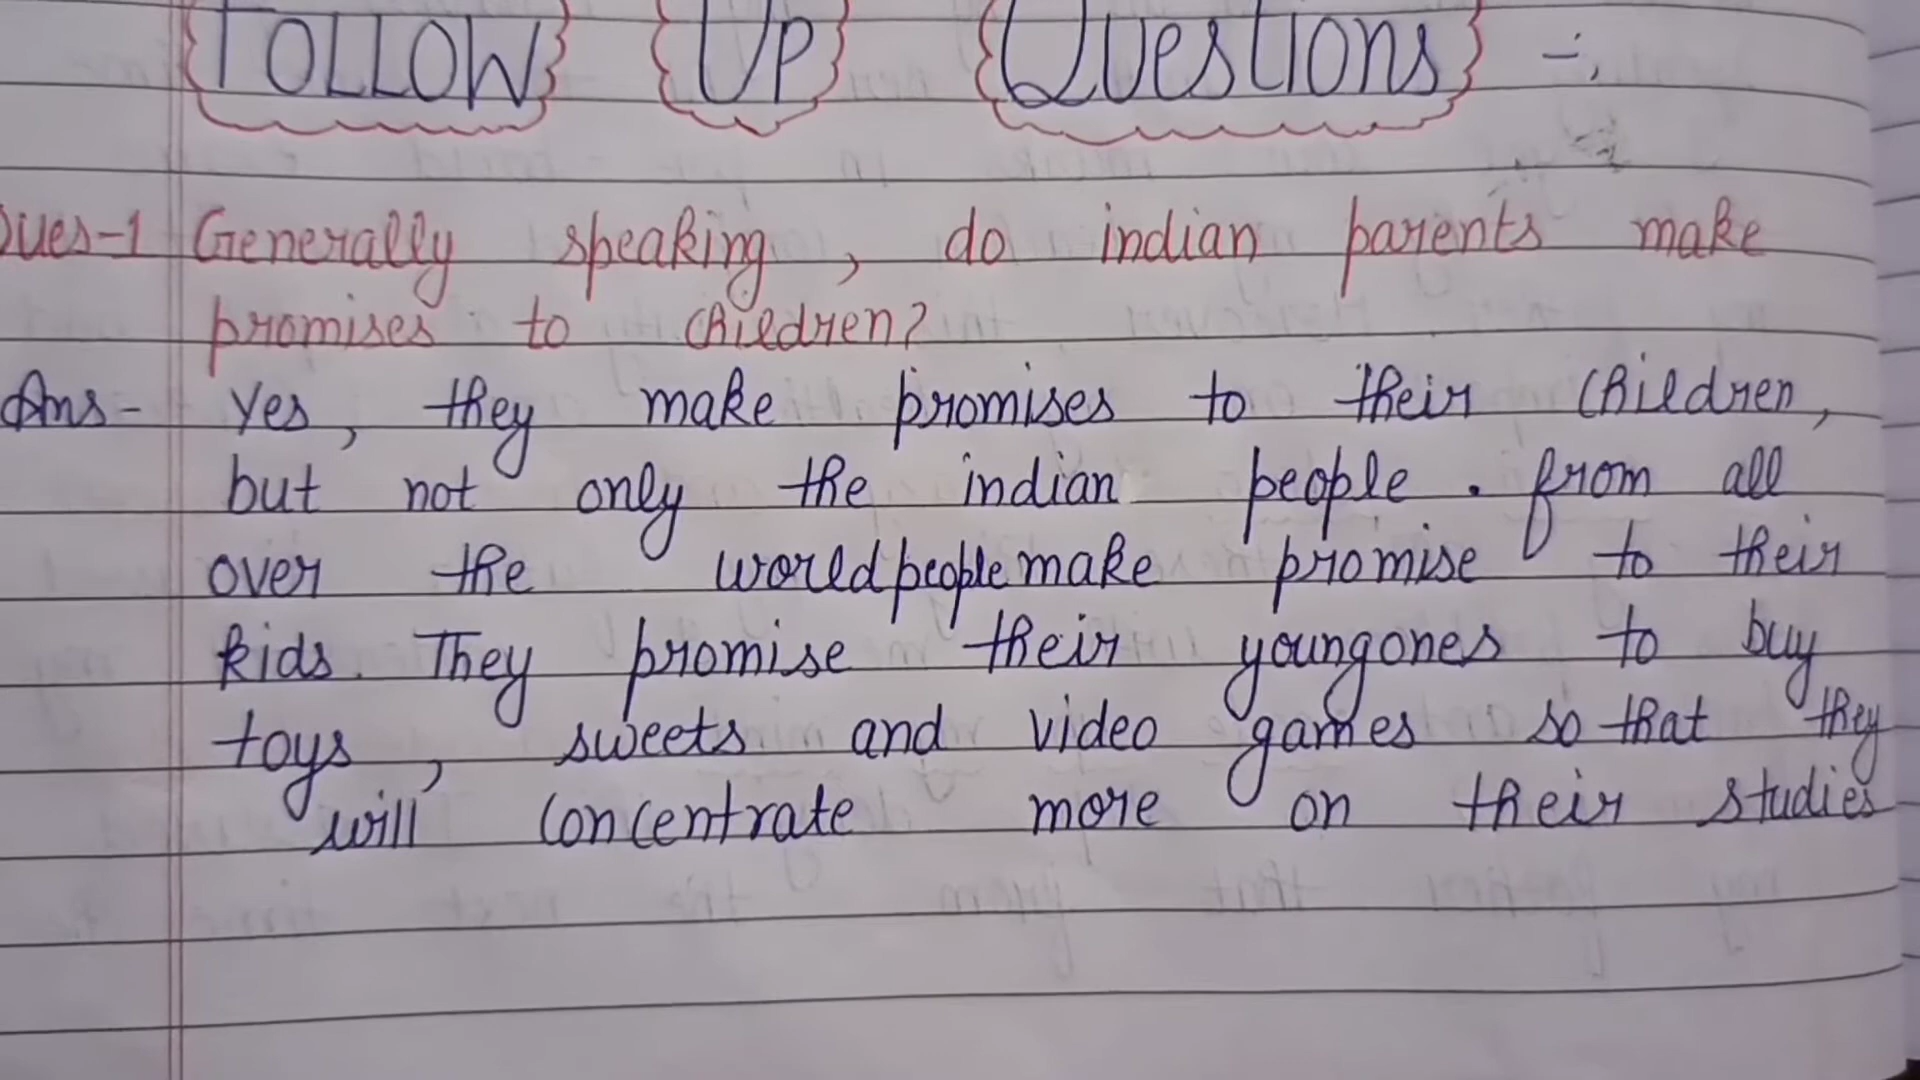 FOLLOW UP QUESTIONS :-
Ques-1 Generally speaking, do indian parents make
promises to children?
Ans- Yes, they make promises to their children,
but not only the indian people. from all
over the world people make promise to their
kids. They promise their youngones to buy
toys, sweets and video games so that they
will concentrate more on their studies